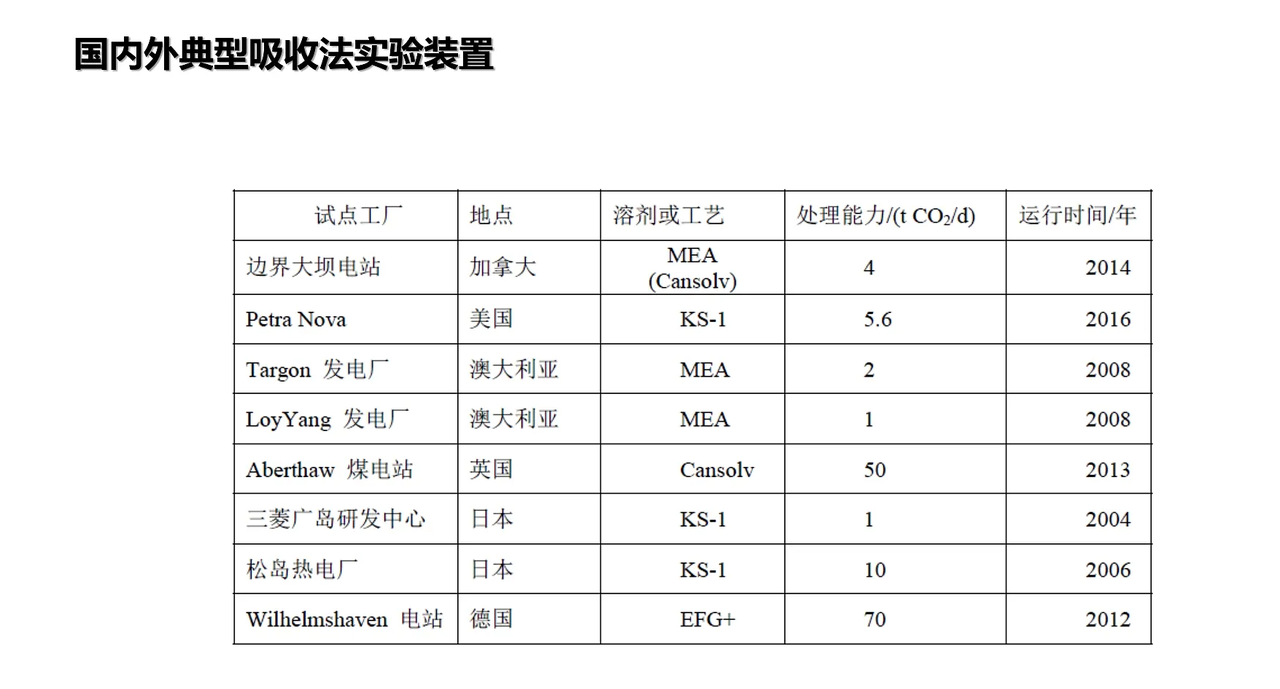 国内外典型吸收法实验装置
试点工厂 地点 溶剂或工艺 处理能力/(t CO₂/d) 运行时间/年
边界大坝电站 加拿大 MEA (Cansolv) 4 2014
Petra Nova 美国 KS-1 5.6 2016
Targon 发电厂 澳大利亚 MEA 2 2008
LoyYang 发电厂 澳大利亚 MEA 1 2008
Aberthaw 煤电站 英国 Cansolv 50 2013
三菱广岛研发中心 日本 KS-1 1 2004
松岛热电厂 日本 KS-1 10 2006
Wilhelmshaven 电站 德国 EFG+ 70 2012